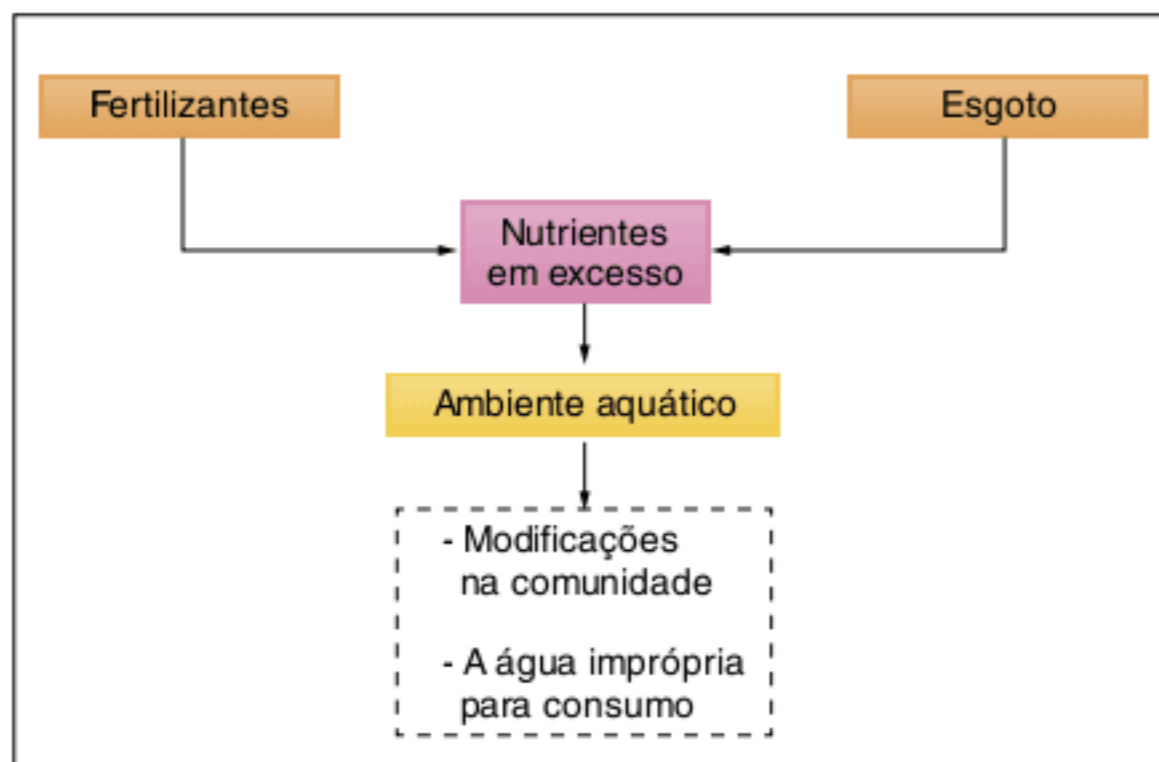 Fertilizantes
Esgoto
Nutrientes
em excesso
Ambiente aquático
- Modificações
na comunidade
- A água imprópria
para consumo